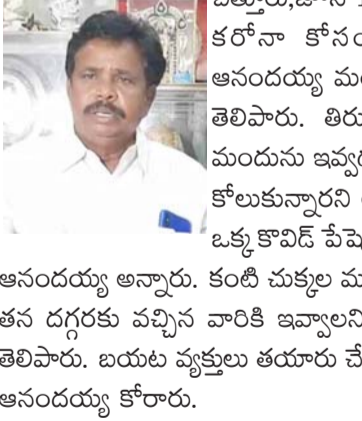 కరోనా కోసం
ఆనందయ్య
తెలిపారు. తిరు
మందును
కోలుకున్నారని
ఒక్క కొవిడ్
ఆనందయ్య అన్నారు. కంటి చుక్కల
తన దగ్గరకు వచ్చిన వారికి ఇవ్వాలని
తెలిపారు. బయట వ్యక్తులు తయారు
ఆనందయ్య కోరారు.